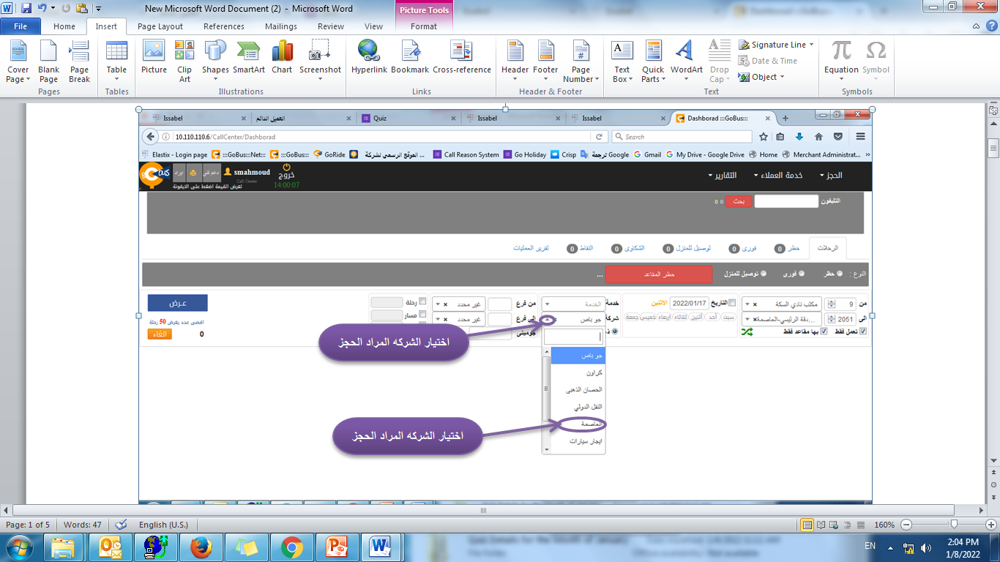 New Microsoft Word Document (2) - Microsoft Word
Picture Tools
Issabel
Issabel
Dashborad :::GoBus:::
File Home Insert Page Layout References Mailings Review View Format
Cover Page
Blank Page
Page Break
Table
Picture
Clip Art
Shapes
SmartArt
Chart
Screenshot
Hyperlink
Bookmark
Cross-reference
Header
Footer
Page Number
Text Box
Quick Parts
WordArt
Drop Cap
Signature Line
Date & Time
Object
Equation
Symbol
Pages
Tables
Illustrations
Links
Header & Footer
Text
Symbols
Issabel
العميل الدائم
Quiz
Issabel
Issabel
Dashborad :::GoBus:::
10.110.110.6/CallCenter/Dashborad
Search
Elastix - Login page
:::GoBus:::Net:::
:::GoBus:::
GoRide
الموقع الرسمي لشركة ...
Call Reason System
Go Holiday
Crisp
ترجمة Google
Gmail
My Drive - Google Drive
Home
Merchant Administrat...
الحجز
خدمة العملاء
التقارير
خروج
14:00:07
smahmoud
Call Center
دعم فني
ايراد
لعرض القيمة اضغط على الايقونة
التليفون
بحث
0 0
الرحلات
حظر 0
فورى 0
توصيل للمنزل 0
الشكاوى 0
النقاط 0
تقرير العمليات
النوع :
حظر
فورى
توصيل للمنزل
حظر المقاعد
...
من 9 مكتب نادي السكة
التاريخ 2022/01/17 الاثنين
خدمة الخدمة
من فرع غير محدد
رحلة
عـرض
الى 2051 ...دقة الرئيسي-العاصمة
سبت أحد أثنين ثلاثاء اربعاء خميس جمعة
شركة جو باص
الى فرع غير محدد
مسار
اقصى عدد يعرض 50 رحلة
تعمل فقط
بها مقاعد فقط
جوميني
0
الغاء
اختيار الشركه المراد الحجز
جو باص
كراون
الحصان الذهبى
النقل الدولي
العاصمة
ايجار سيارات
اختيار الشركه المراد الحجز
Page: 1 of 5
Words: 47
English (U.S.)
160%
EN
2:04 PM
1/8/2022